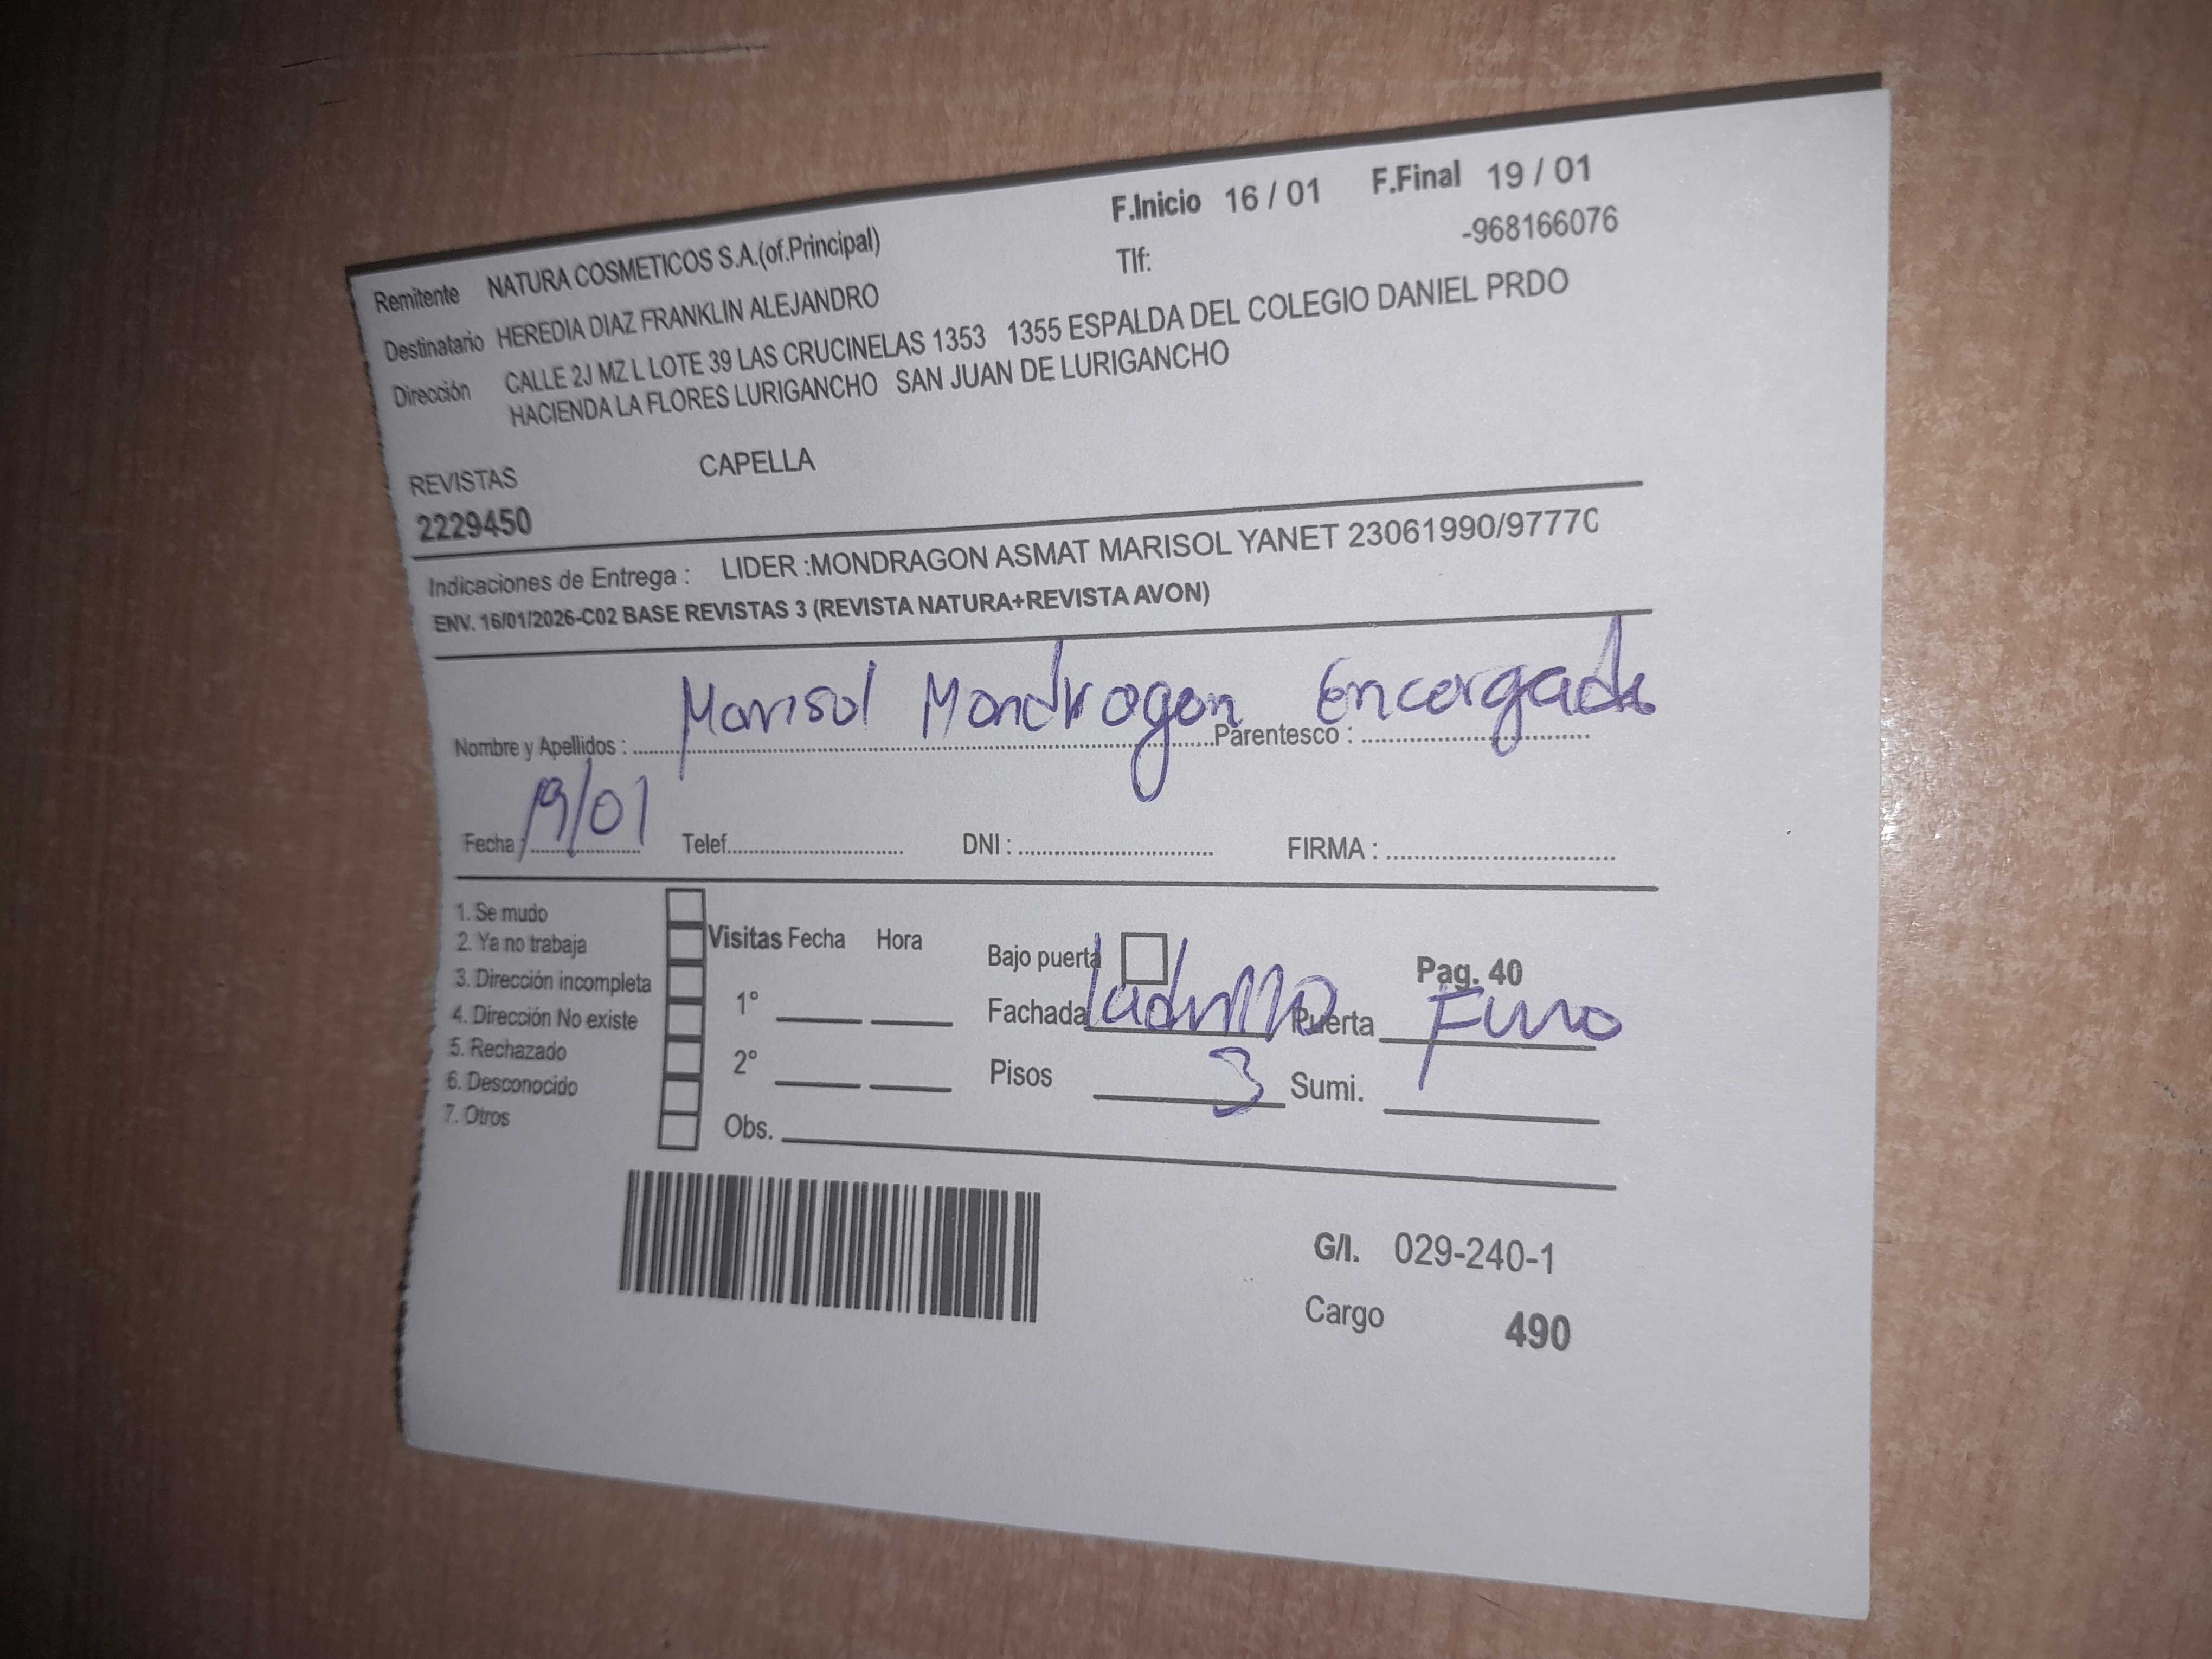 F.Inicio 16 / 01 F.Final 19 / 01
Remitente NATURA COSMETICOS S.A.(of.Principal) Tlf: -968166076
Destinatario HEREDIA DIAZ FRANKLIN ALEJANDRO
Dirección CALLE 2J MZ L LOTE 39 LAS CRUCINELAS 1353 1355 ESPALDA DEL COLEGIO DANIEL PRDO
HACIENDA LA FLORES LURIGANCHO SAN JUAN DE LURIGANCHO
REVISTAS CAPELLA
2229450
Indicaciones de Entrega : LIDER :MONDRAGON ASMAT MARISOL YANET 23061990/9777
ENV. 16/01/2026-C02 BASE REVISTAS 3 (REVISTA NATURA+REVISTA AVON)
Nombre y Apellidos : Marisol Mondragon Parentesco : Encargada
Fecha : 19/01 Telef. DNI : FIRMA :
1. Se mudo
2. Ya no trabaja Visitas Fecha Hora Bajo puerta Pag. 40
3. Dirección incompleta 1° Fachada ladrillo Puerta
4. Dirección No existe
5. Rechazado 2° Pisos 3 Sumi.
6. Desconocido
7. Otros Obs.
G/I. 029-240-1
Cargo 490